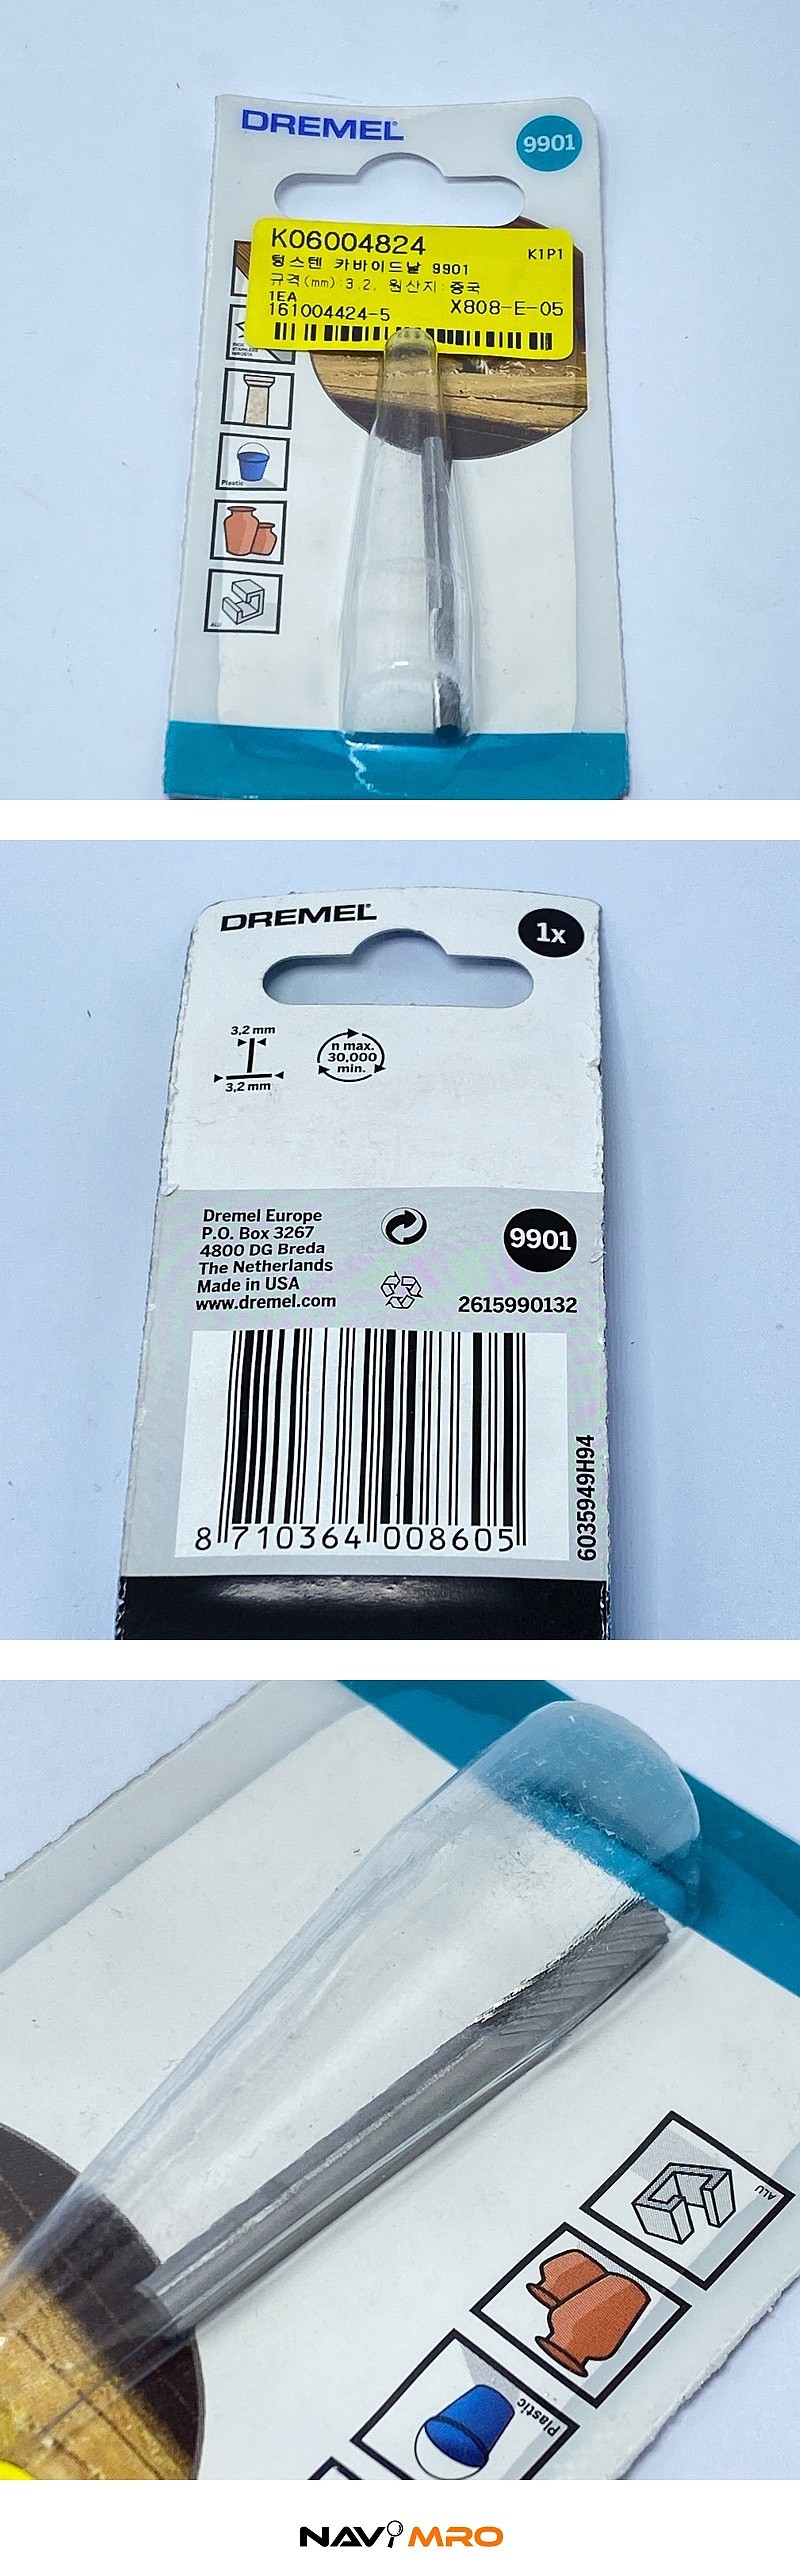 DREMEL
9901
K06004824
K1P1
텅스텐 카바이드날 9901
규격(mm):3.2, 원산지:중국
1EA
161004424-5
X808-E-05
Plastic
ALU
DREMEL
1x
3,2 mm
3,2 mm
n max.
30,000
min.
Dremel Europe
P.O. Box 3267
4800 DG Breda
The Netherlands
Made in USA
www.dremel.com
9901
2615990132
8 710364 008605
6035949H94
ALU
Plastic
NAVi MRO